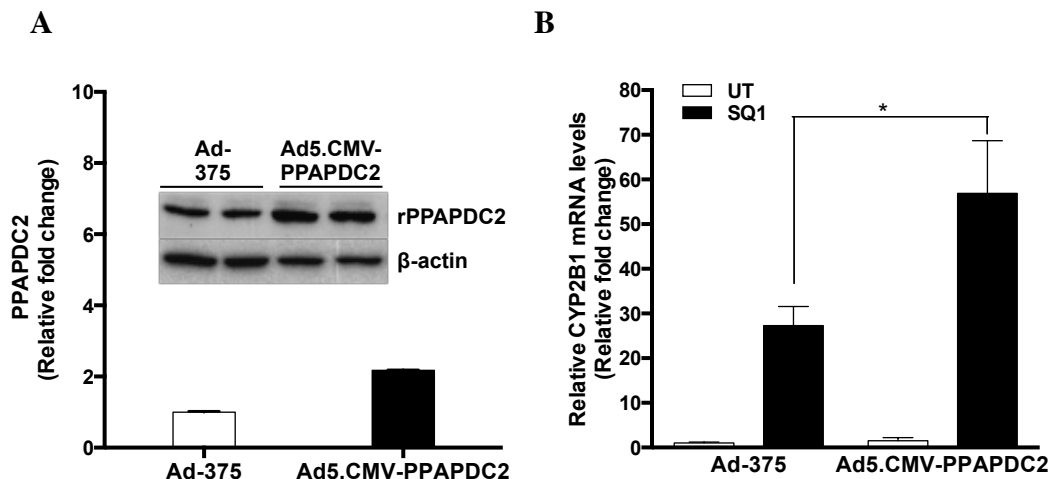 A
PPAPDC2
(Relative fold change)
10
8
6
4
2
0
Ad-
375
Ad5.CMV-
PPAPDC2
rPPAPDC2
β-actin
Ad-375
Ad5.CMV-PPAPDC2
B
Relative CYP2B1 mRNA levels
(Relative fold change)
80
70
60
50
40
30
20
10
0
UT
SQ1
*
Ad-375
Ad5.CMV-PPAPDC2